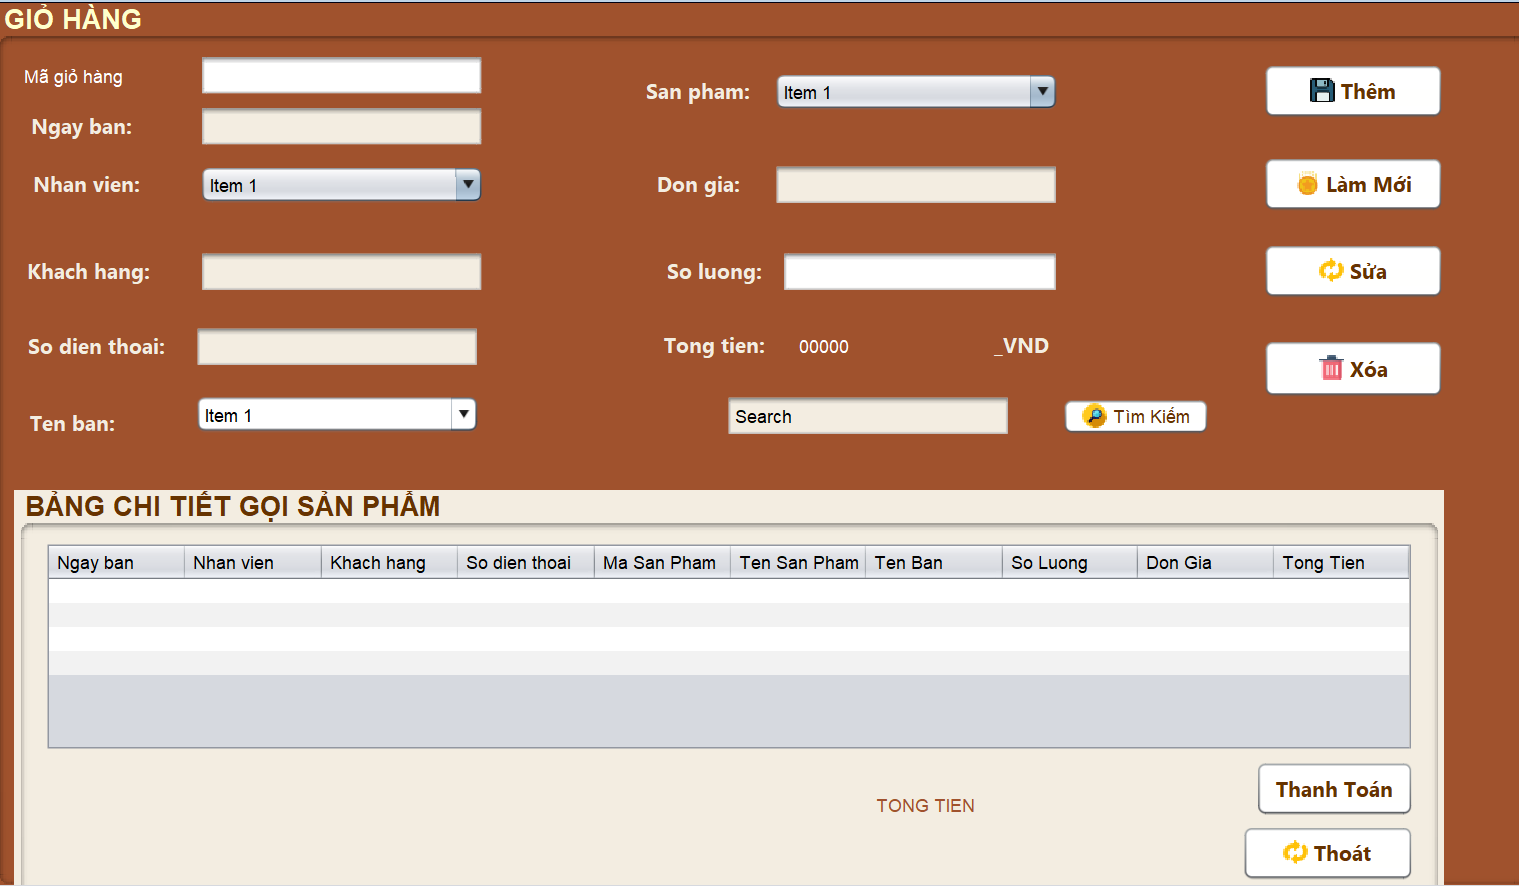 GIỎ HÀNG
Mã giỏ hàng
Ngay ban:
Nhan vien:
Item 1
Khach hang:
So dien thoai:
Ten ban:
Item 1
San pham:
Item 1
Don gia:
So luong:
Tong tien:
00000
_VND
Search
Tìm Kiếm
Thêm
Làm Mới
Sửa
Xóa
BẢNG CHI TIẾT GỌI SẢN PHẨM
Ngay ban
Nhan vien
Khach hang
So dien thoai
Ma San Pham
Ten San Pham
Ten Ban
So Luong
Don Gia
Tong Tien
TONG TIEN
Thanh Toán
Thoát